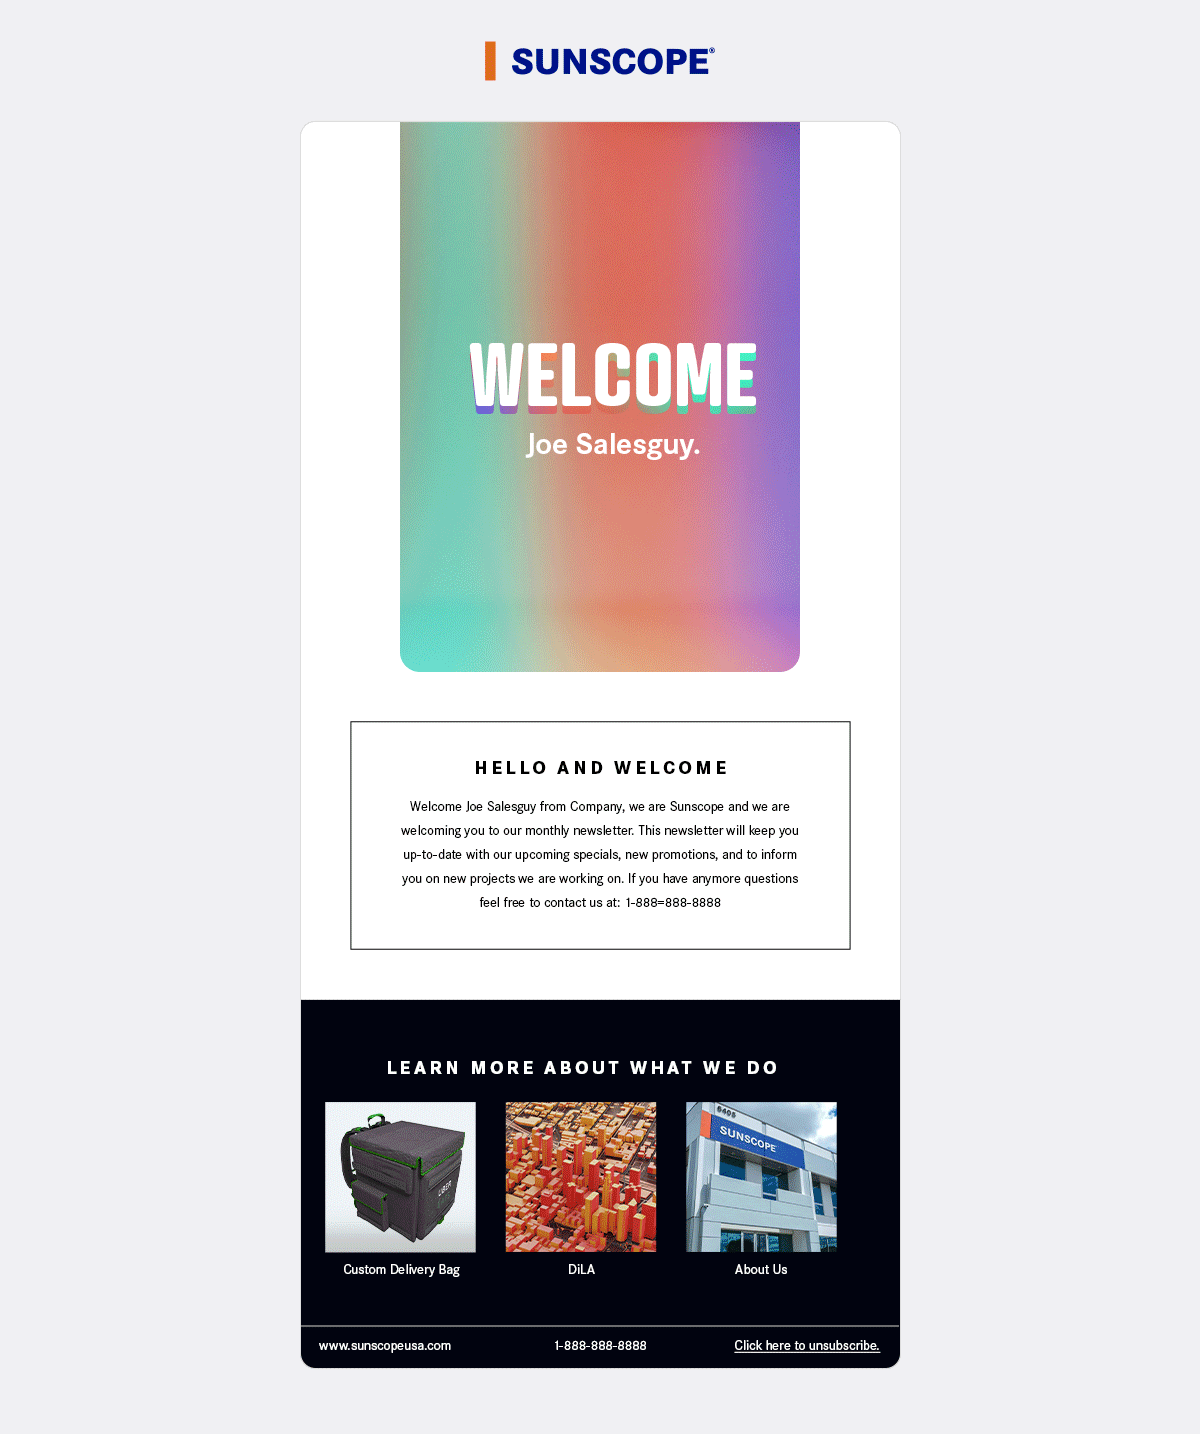 SUNSCOPE®
WELCOME
Joe Salesguy.
HELLO AND WELCOME
Welcome Joe Salesguy from Company, we are Sunscope and we are
welcoming you to our monthly newsletter. This newsletter will keep you
up-to-date with our upcoming specials, new promotions, and to inform
you on new projects we are working on. If you have anymore questions
feel free to contact us at: 1-888=888-8888
LEARN MORE ABOUT WHAT WE DO
UBER
6405
SUNSCOPE
Custom Delivery Bag
DiLA
About Us
www.sunscopeusa.com
1-888-888-8888
Click here to unsubscribe.